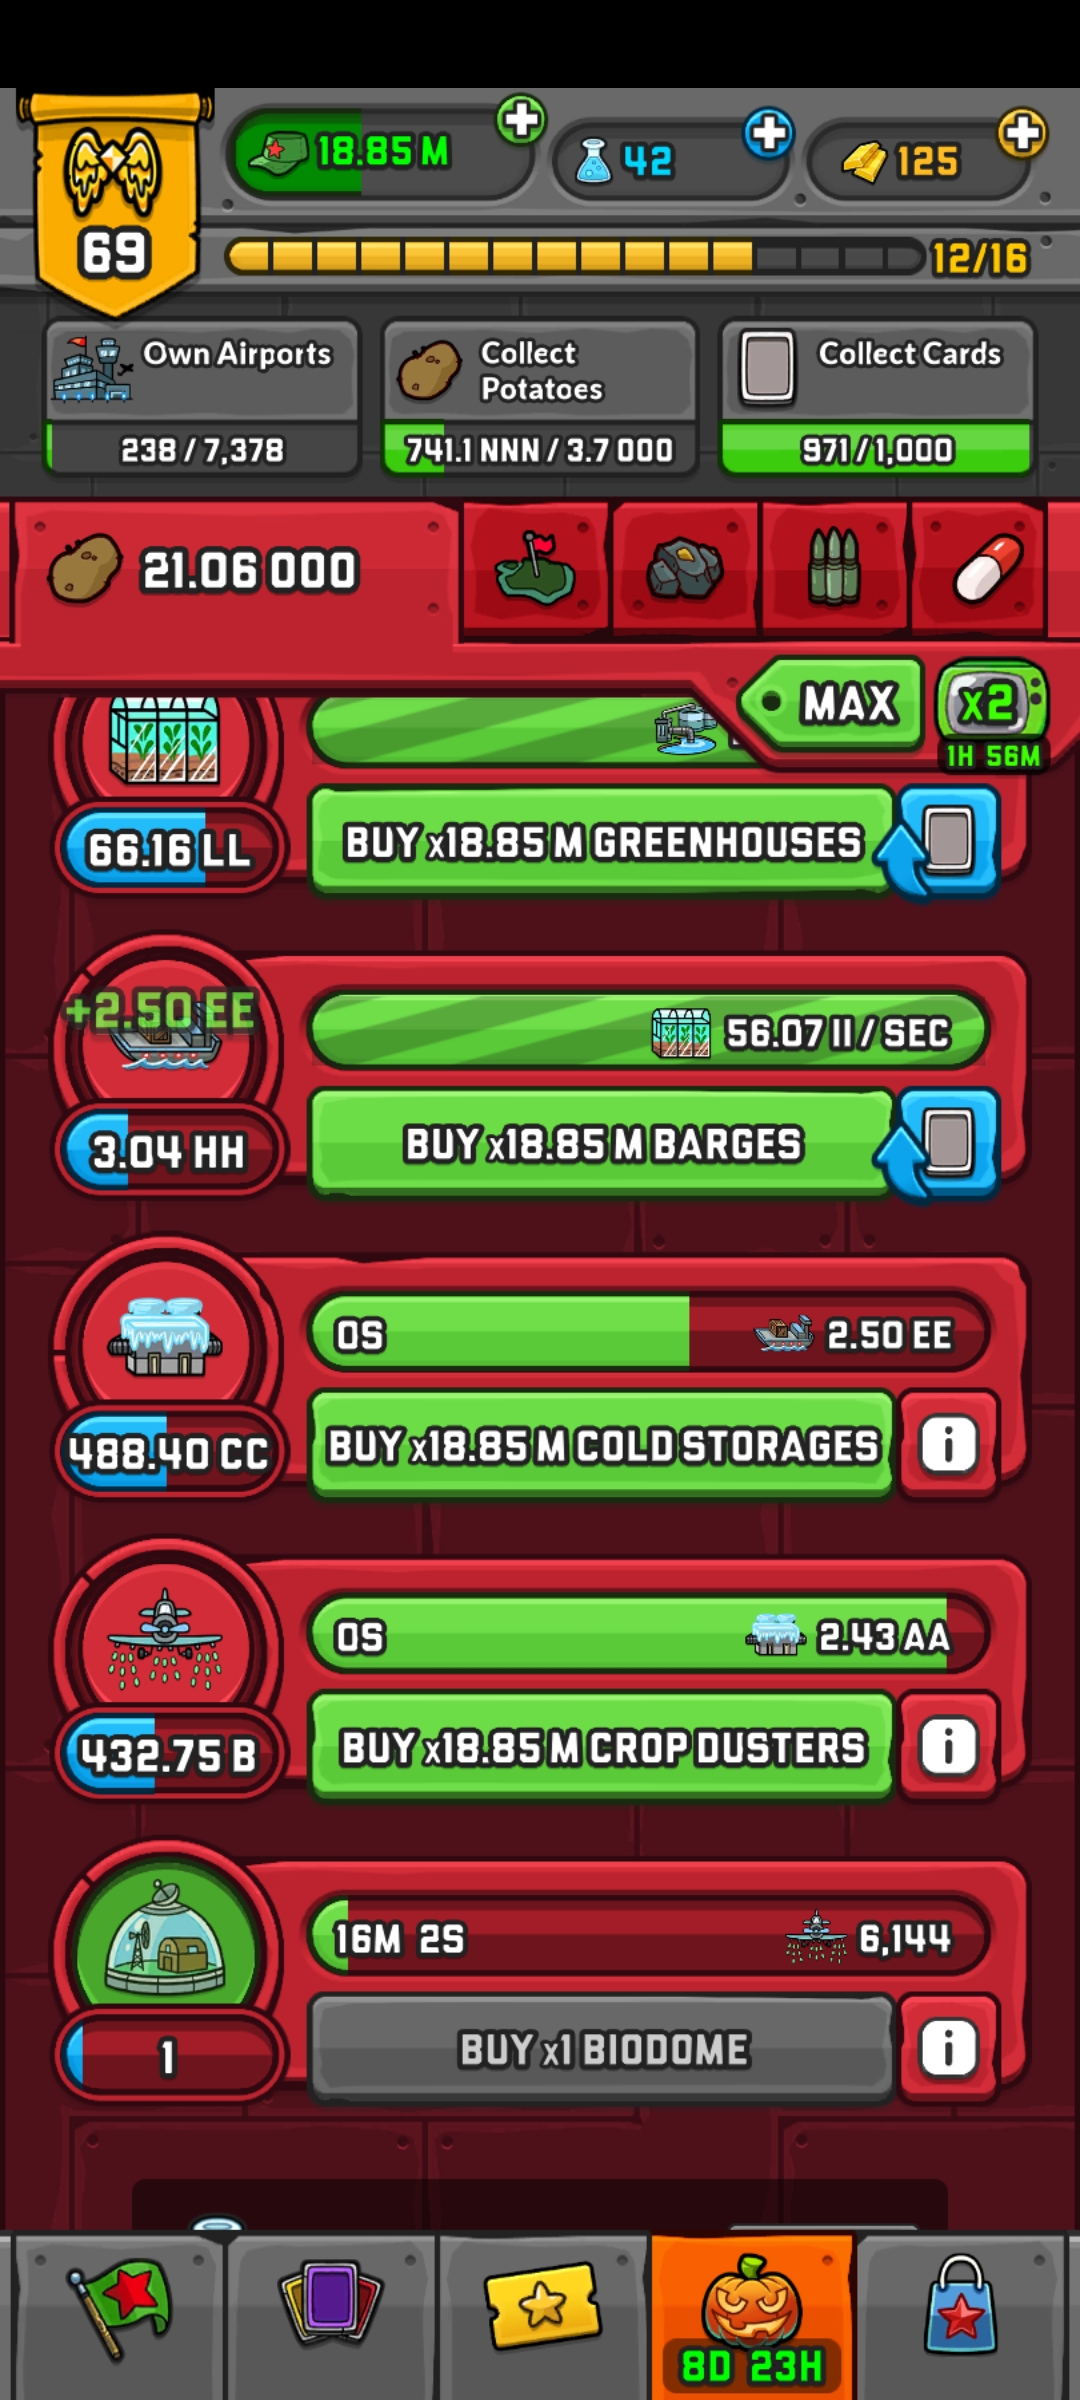 69
18.85 M
42
125
12/16
Own Airports
238 / 7,378
Collect
Potatoes
741.1 NNN / 3.7 OOO
Collect Cards
971 / 1,000
21.06 OOO
MAX
x2
1H 56M
66.16 LL
BUY x18.85 M GREENHOUSES
+2.50 EE
56.07 II / SEC
3.04 HH
BUY x18.85 M BARGES
0S
2.50 EE
488.40 CC
BUY x18.85 M COLD STORAGES
0S
2.43 AA
432.75 B
BUY x18.85 M CROP DUSTERS
16M 2S
6,144
1
BUY x1 BIODOME
8D 23H